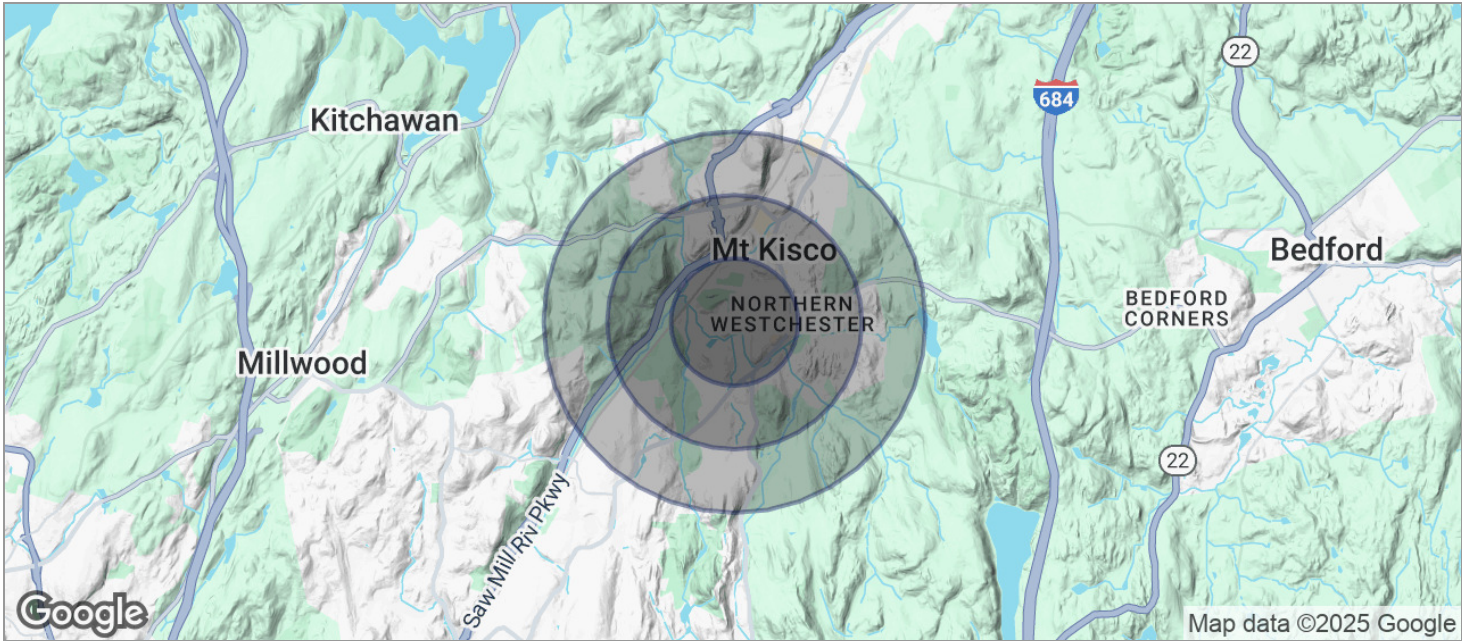 22
684
Kitchawan
Mt Kisco
Bedford
NORTHERN
WESTCHESTER
BEDFORD
CORNERS
Millwood
22
Saw Mill Riv Pkwy
Google
Map data ©2025 Google